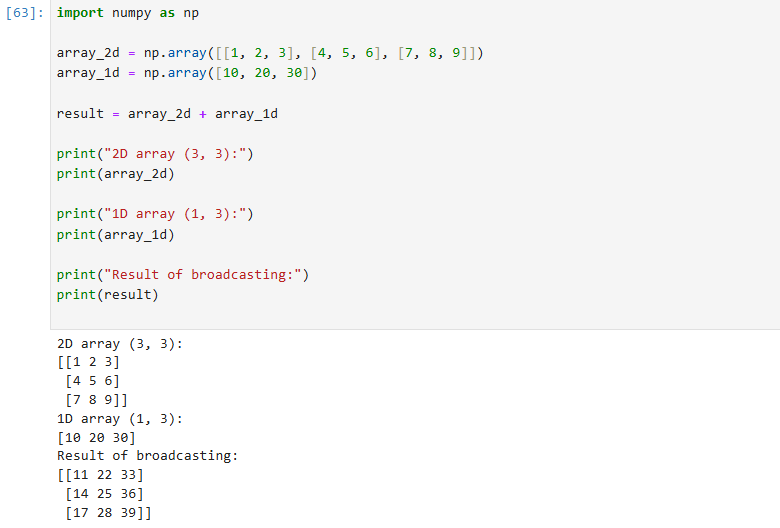 [63]: import numpy as np
array_2d = np.array([[1, 2, 3], [4, 5, 6], [7, 8, 9]])
array_1d = np.array([10, 20, 30])
result = array_2d + array_1d
print("2D array (3, 3):")
print(array_2d)
print("1D array (1, 3):")
print(array_1d)
print("Result of broadcasting:")
print(result)
2D array (3, 3):
[[1 2 3]
 [4 5 6]
 [7 8 9]]
1D array (1, 3):
[10 20 30]
Result of broadcasting:
[[11 22 33]
 [14 25 36]
 [17 28 39]]